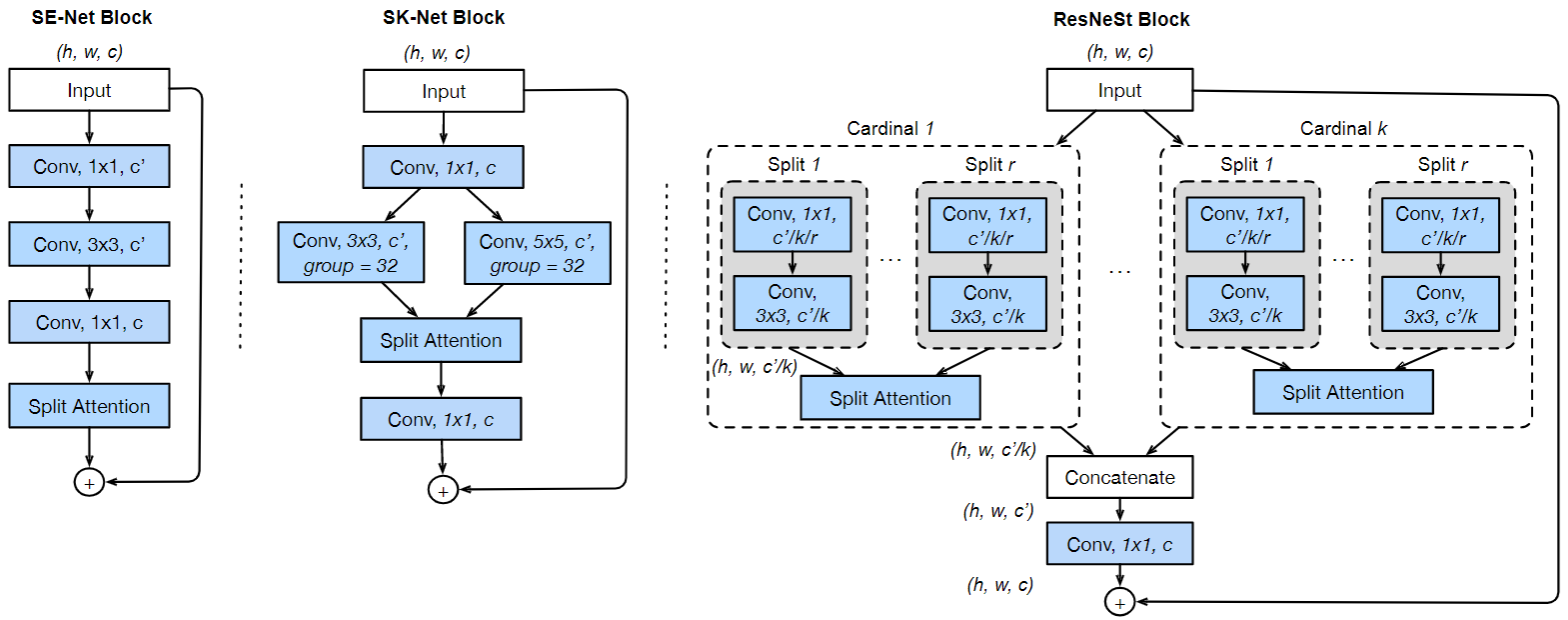 SE-Net Block
(h, w, c)
Input
Conv, 1x1, c’
Conv, 3x3, c’
Conv, 1x1, c
Split Attention
+
SK-Net Block
(h, w, c)
Input
Conv, 1x1, c
Conv, 3x3, c’,
group = 32
Conv, 5x5, c’,
group = 32
Split Attention
Conv, 1x1, c
+
ResNeSt Block
(h, w, c)
Input
Cardinal 1
Split 1
Conv, 1x1,
c’/k/r
Conv,
3x3, c’/k
...
Split r
Conv, 1x1,
c’/k/r
Conv,
3x3, c’/k
(h, w, c’/k)
Split Attention
...
Cardinal k
Split 1
Conv, 1x1,
c’/k/r
Conv,
3x3, c’/k
...
Split r
Conv, 1x1,
c’/k/r
Conv,
3x3, c’/k
Split Attention
(h, w, c’/k)
Concatenate
(h, w, c’)
Conv, 1x1, c
(h, w, c)
+